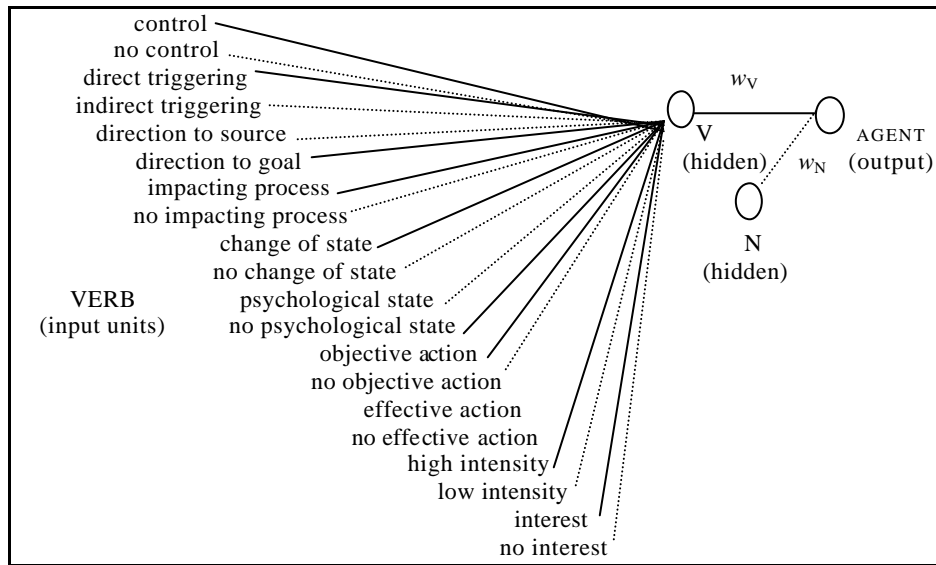 control
no control
direct triggering
indirect triggering
direction to source
direction to goal
impacting process
no impacting process
change of state
no change of state
psychological state
no psychological state
objective action
no objective action
effective action
no effective action
high intensity
low intensity
interest
no interest
VERB
(input units)
wV
V
(hidden)
wN
AGENT
(output)
N
(hidden)